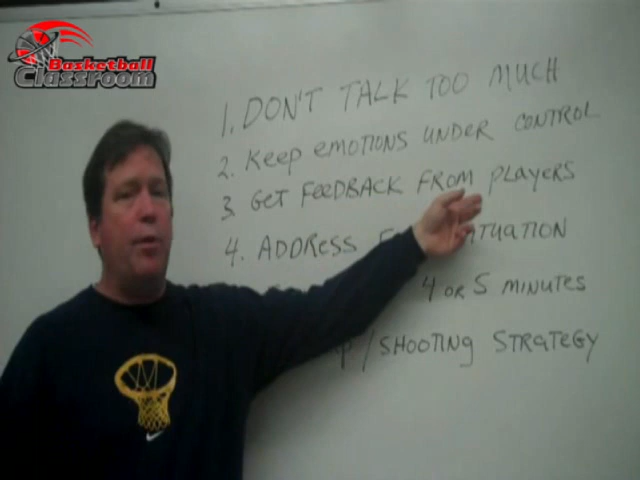 Basketball
Classroom
1. DON'T TALK TOO MUCH
2. Keep emotions under control
3. Get feedback from players
4. ADDRESS SITUATION
4 or 5 minutes
/SHOOTING STRATEGY